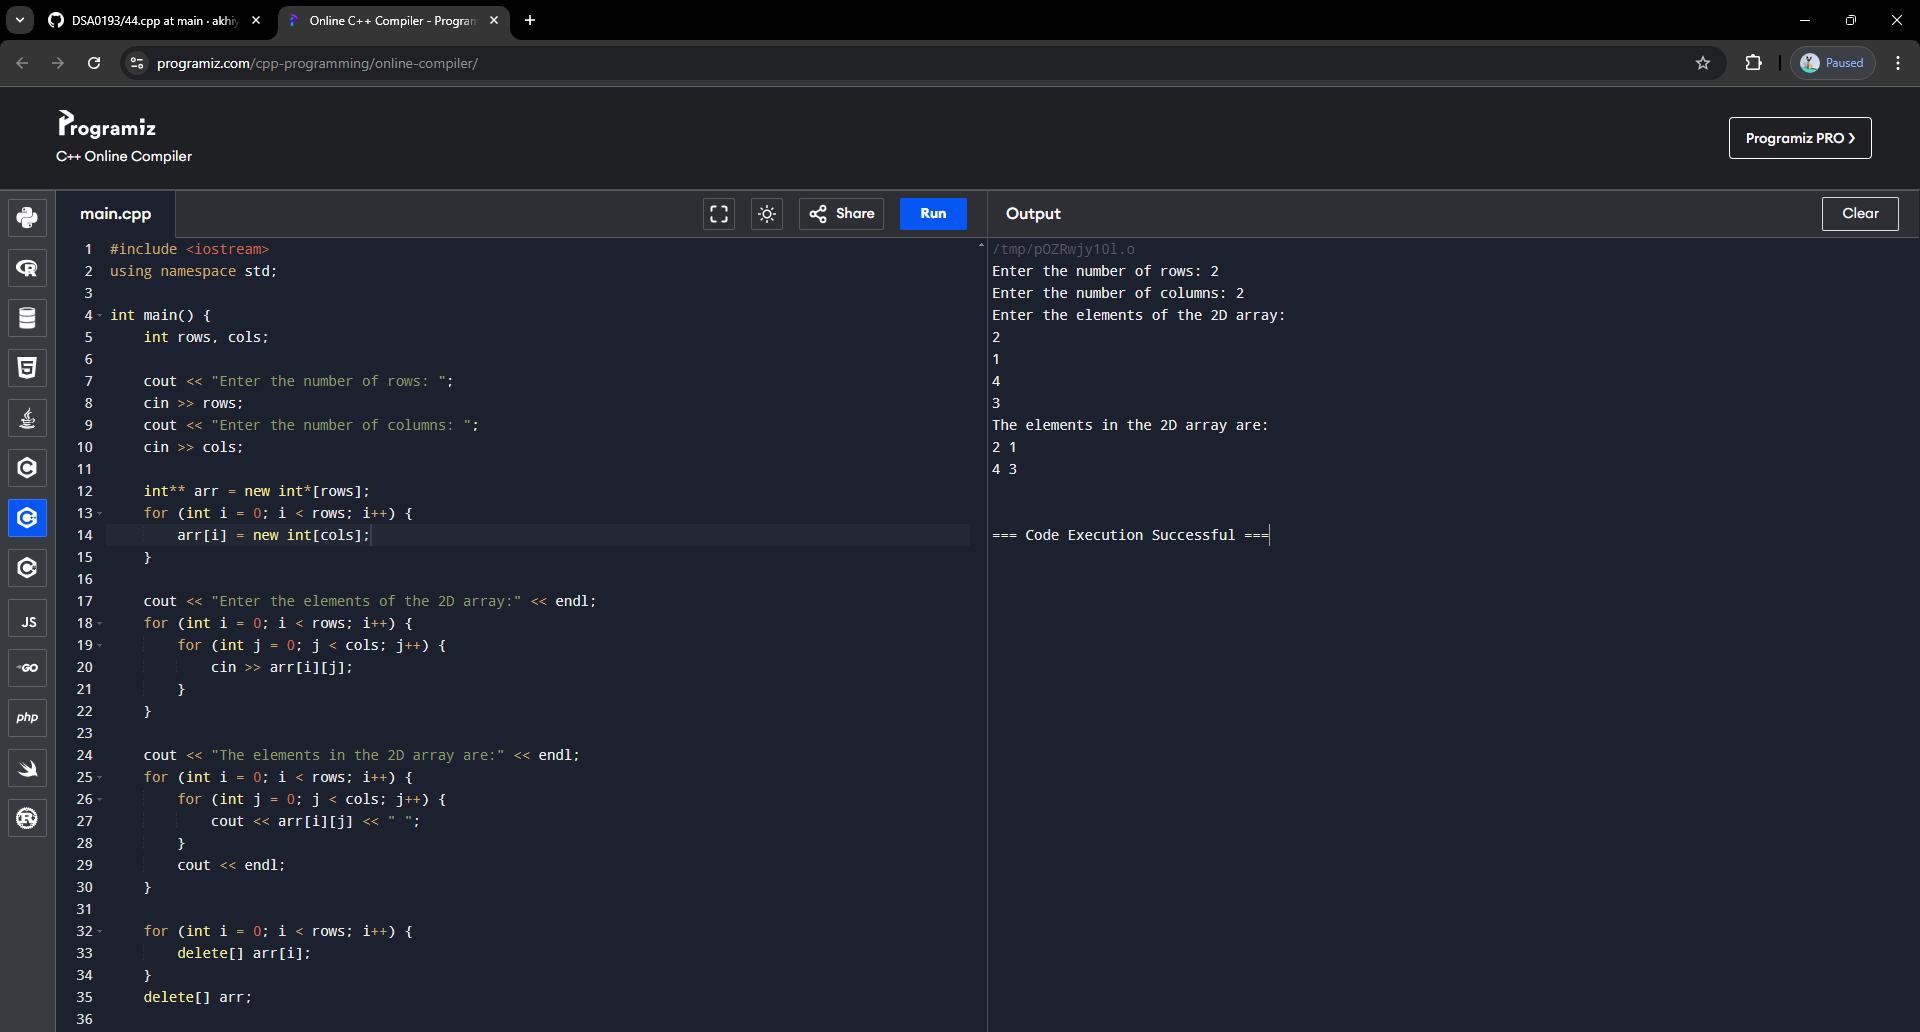 DSA0193/44.cpp at main · akhiy
Online C++ Compiler - Program
programiz.com/cpp-programming/online-compiler/
Paused
Programiz
C++ Online Compiler
Programiz PRO ❯
main.cpp
Share
Run
Output
Clear
1 #include <iostream>
2 using namespace std;
3
4 int main() {
5     int rows, cols;
6
7     cout << "Enter the number of rows: ";
8     cin >> rows;
9     cout << "Enter the number of columns: ";
10     cin >> cols;
11
12     int** arr = new int*[rows];
13     for (int i = 0; i < rows; i++) {
14         arr[i] = new int[cols];
15     }
16
17     cout << "Enter the elements of the 2D array:" << endl;
18     for (int i = 0; i < rows; i++) {
19         for (int j = 0; j < cols; j++) {
20             cin >> arr[i][j];
21         }
22     }
23
24     cout << "The elements in the 2D array are:" << endl;
25     for (int i = 0; i < rows; i++) {
26         for (int j = 0; j < cols; j++) {
27             cout << arr[i][j] << " ";
28         }
29         cout << endl;
30     }
31
32     for (int i = 0; i < rows; i++) {
33         delete[] arr[i];
34     }
35     delete[] arr;
36
/tmp/pOZRwjy1Ol.o
Enter the number of rows: 2
Enter the number of columns: 2
Enter the elements of the 2D array:
2
1
4
3
The elements in the 2D array are:
2 1
4 3
=== Code Execution Successful ===
JS
GO
php